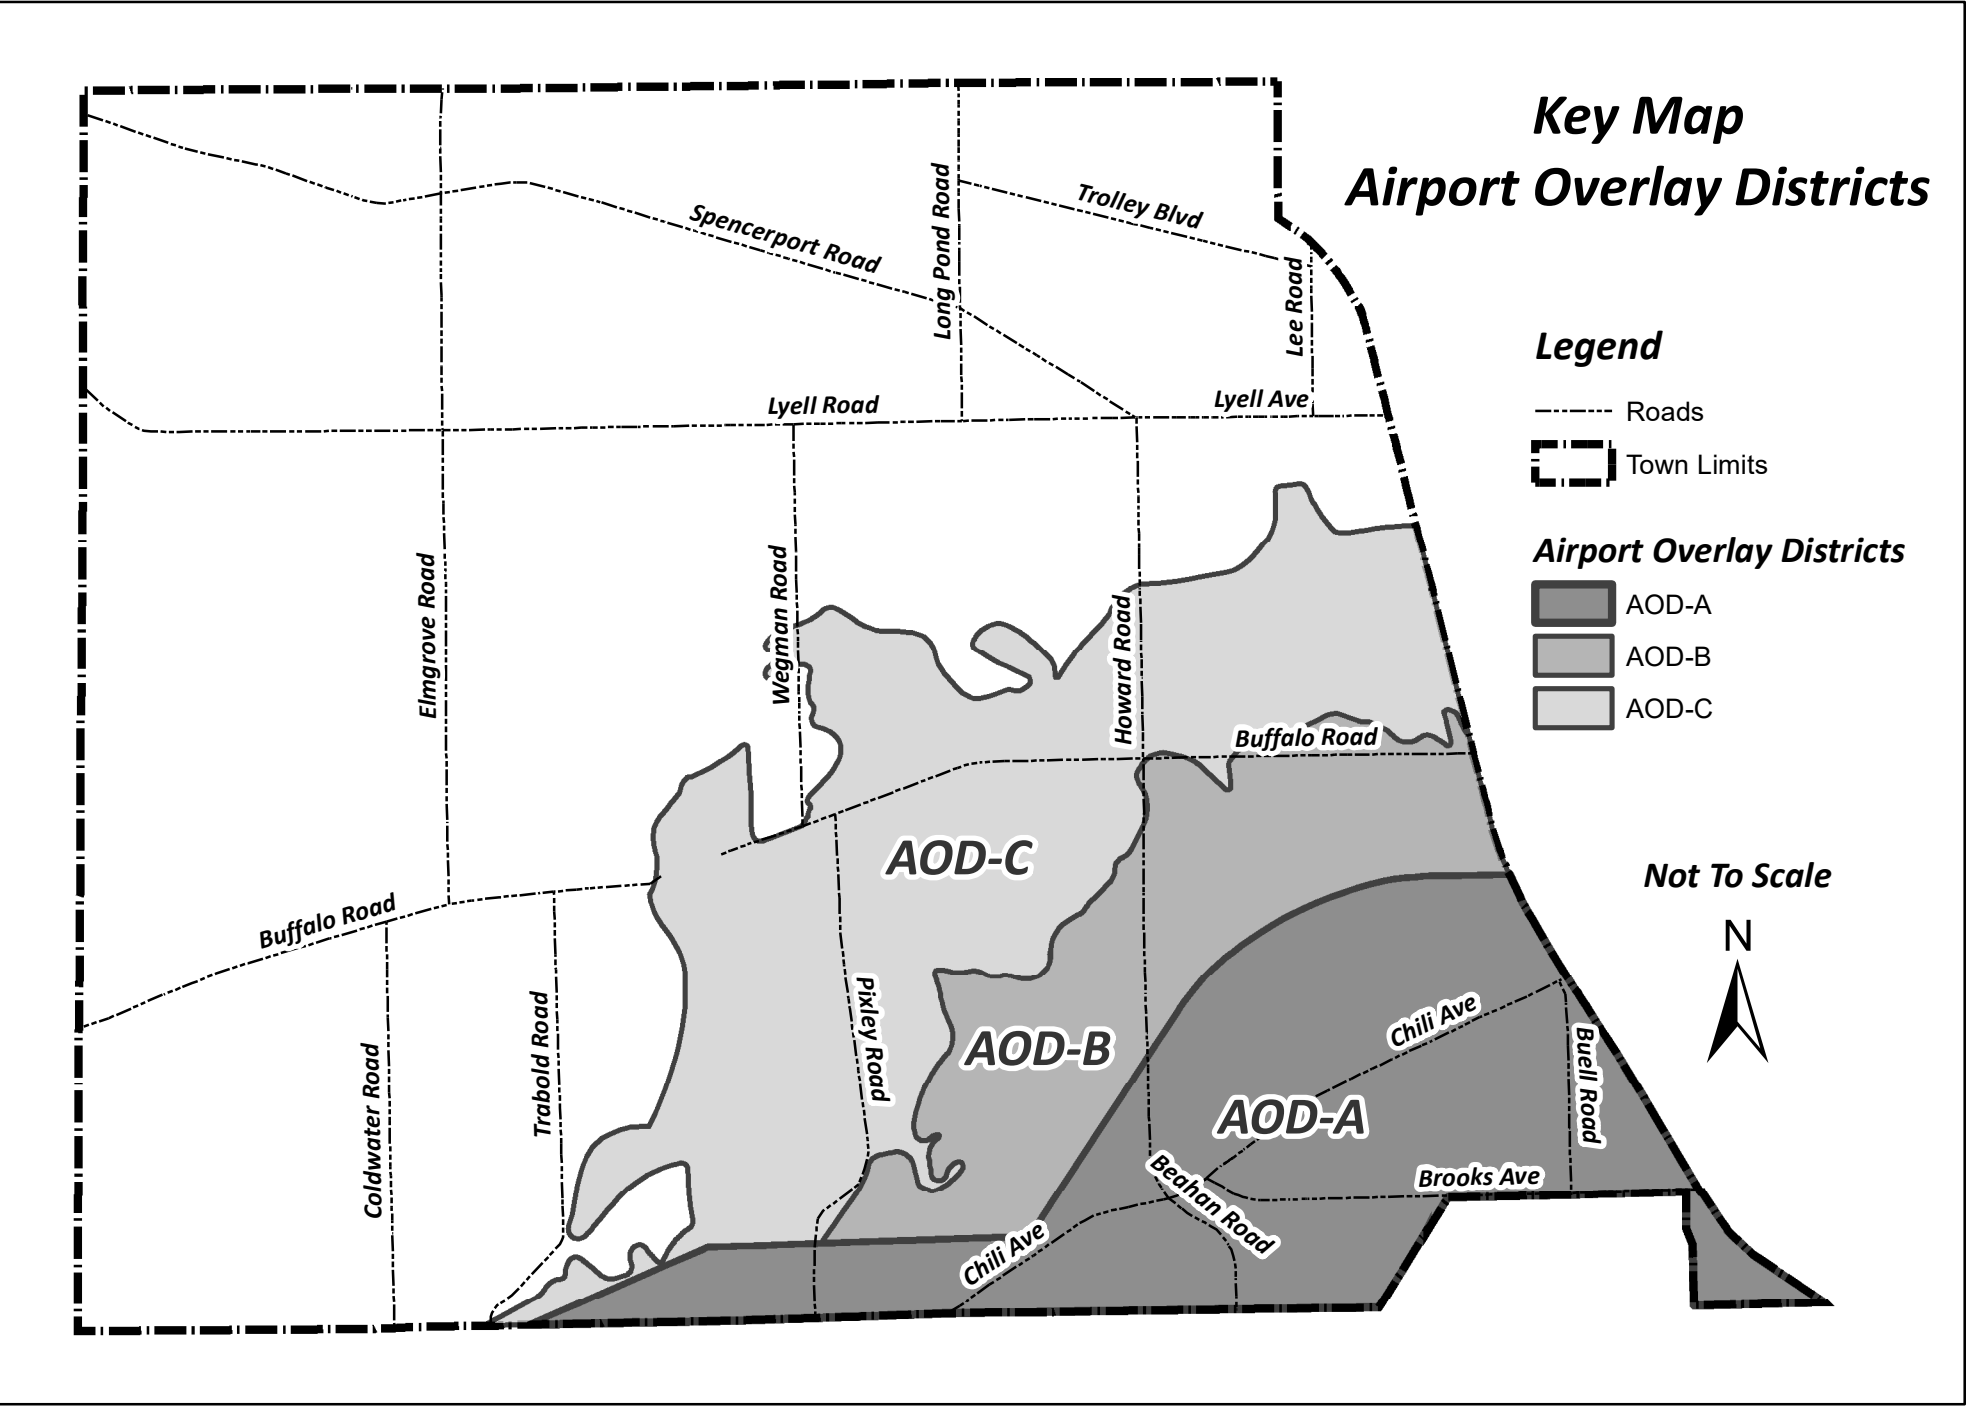 Key Map
Airport Overlay Districts
Spencerport Road
Long Pond Road
Trolley Blvd
Lee Road
Lyell Road
Lyell Ave
Legend
Roads
Town Limits
Airport Overlay Districts
AOD-A
AOD-B
AOD-C
Elmgrove Road
Wegman Road
Howard Road
Buffalo Road
AOD-C
Not To Scale
N
Buffalo Road
Coldwater Road
Trabold Road
Pixley Road
AOD-B
Chili Ave
Buell Road
AOD-A
Beahan Road
Brooks Ave
Chili Ave